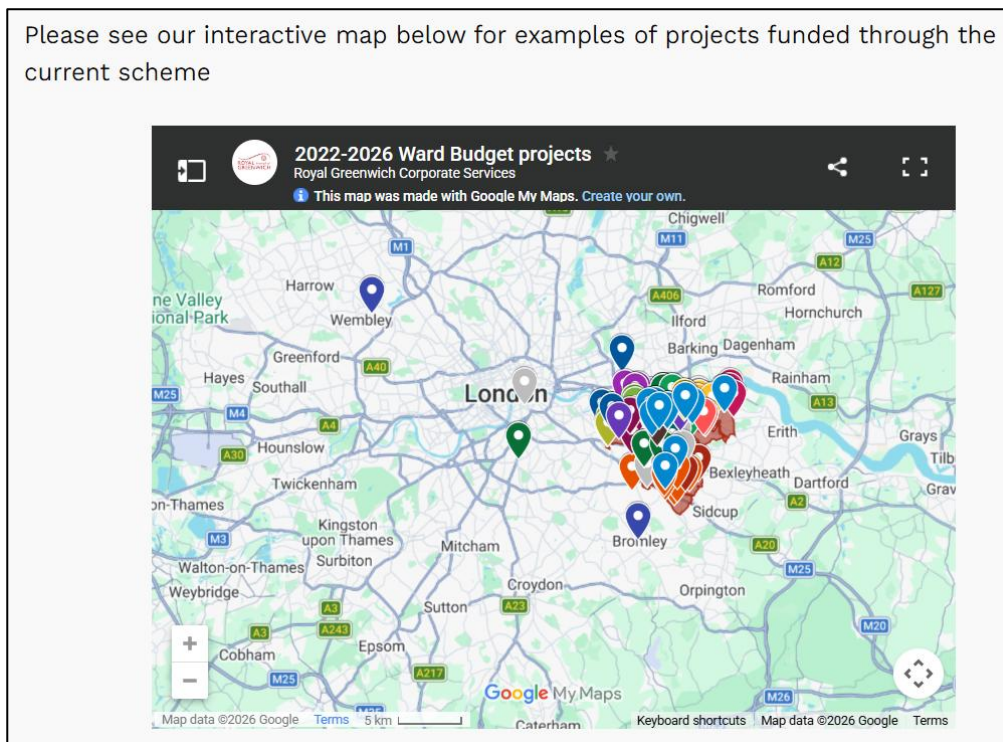 Please see our interactive map below for examples of projects funded through the
current scheme
2022-2026 Ward Budget projects
Royal Greenwich Corporate Services
This map was made with Google My Maps. Create your own.
ROYAL
GREENWICH
Chigwell
M1
M11
M25
A12
Harrow
Romford
A127
ne Valley
ional Park
A406
Hornchurch
Wembley
Ilford
Greenford
Barking
Dagenham
A40
Hayes
Southall
London
Rainham
M25
A13
M4
A4
Erith
Hounslow
Grays
A30
Tilb
Twickenham
Bexleyheath
Dartford
Grav
on-Thames
A2
Sidcup
Kingston
upon Thames
M3
Mitcham
Bromley
A20
Walton-on-Thames
Surbiton
M25
Weybridge
Croydon
Orpington
A3
Sutton
A23
M20
A3
A243
Epsom
Cobham
M25
A217
Google My Maps
M26
Map data ©2026 Google
Terms
5 km
Caterham
Keyboard shortcuts
Map data ©2026 Google
Terms